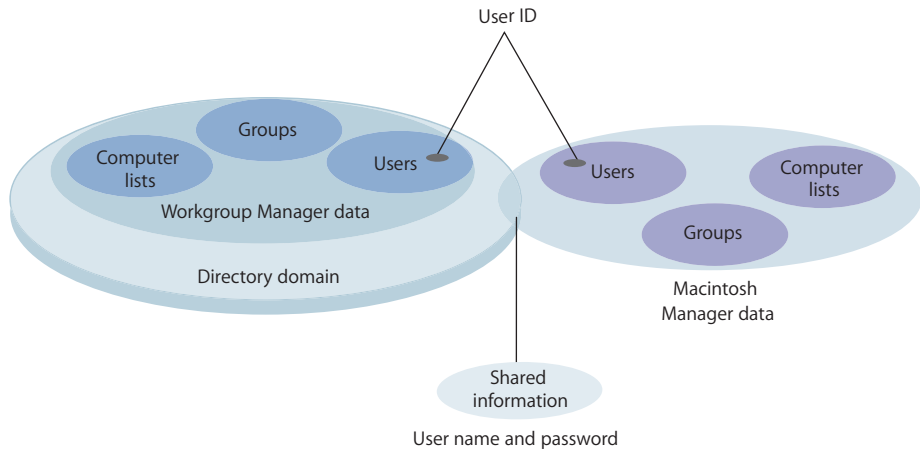 User ID
Groups
Computer
lists
Users
Workgroup Manager data
Directory domain
Users
Computer
lists
Groups
Macintosh
Manager data
Shared
information
User name and password